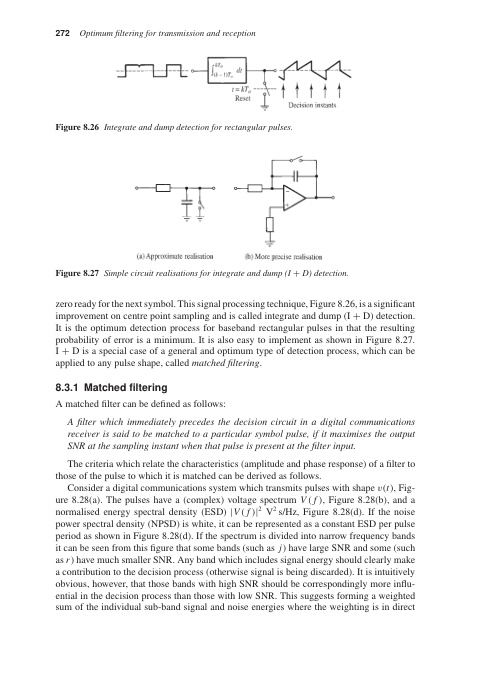 272 Optimum filtering for transmission and reception
t = kTo
Reset
Decision instants
Figure 8.26 Integrate and dump detection for rectangular pulses.
(a) Approximate realisation (b) More precise realisation
Figure 8.27 Simple circuit realisations for integrate and dump (I + D) detection.
zero ready for the next symbol. This signal processing technique, Figure 8.26, is a significant
improvement on centre point sampling and is called integrate and dump (I + D) detection.
It is the optimum detection process for baseband rectangular pulses in that the resulting
probability of error is a minimum. It is also easy to implement as shown in Figure 8.27.
I + D is a special case of a general and optimum type of detection process, which can be
applied to any pulse shape, called matched filtering.
8.3.1 Matched filtering
A matched filter can be defined as follows:
A filter which immediately precedes the decision circuit in a digital communications
receiver is said to be matched to a particular symbol pulse, if it maximises the output
SNR at the sampling instant when that pulse is present at the filter input.
The criteria which relate the characteristics (amplitude and phase response) of a filter to
those of the pulse to which it is matched can be derived as follows.
Consider a digital communications system which transmits pulses with shape v(t), Fig-
ure 8.28(a). The pulses have a (complex) voltage spectrum V(f), Figure 8.28(b), and a
normalised energy spectral density (ESD) |V(f)|² V² s/Hz, Figure 8.28(d). If the noise
power spectral density (NPSD) is white, it can be represented as a constant ESD per pulse
period as shown in Figure 8.28(d). If the spectrum is divided into narrow frequency bands
it can be seen from this figure that some bands (such as j) have large SNR and some (such
as r) have much smaller SNR. Any band which includes signal energy should clearly make
a contribution to the decision process (otherwise signal is being discarded). It is intuitively
obvious, however, that those bands with high SNR should be correspondingly more influ-
ential in the decision process than those with low SNR. This suggests forming a weighted
sum of the individual sub-band signal and noise energies where the weighting is in direct